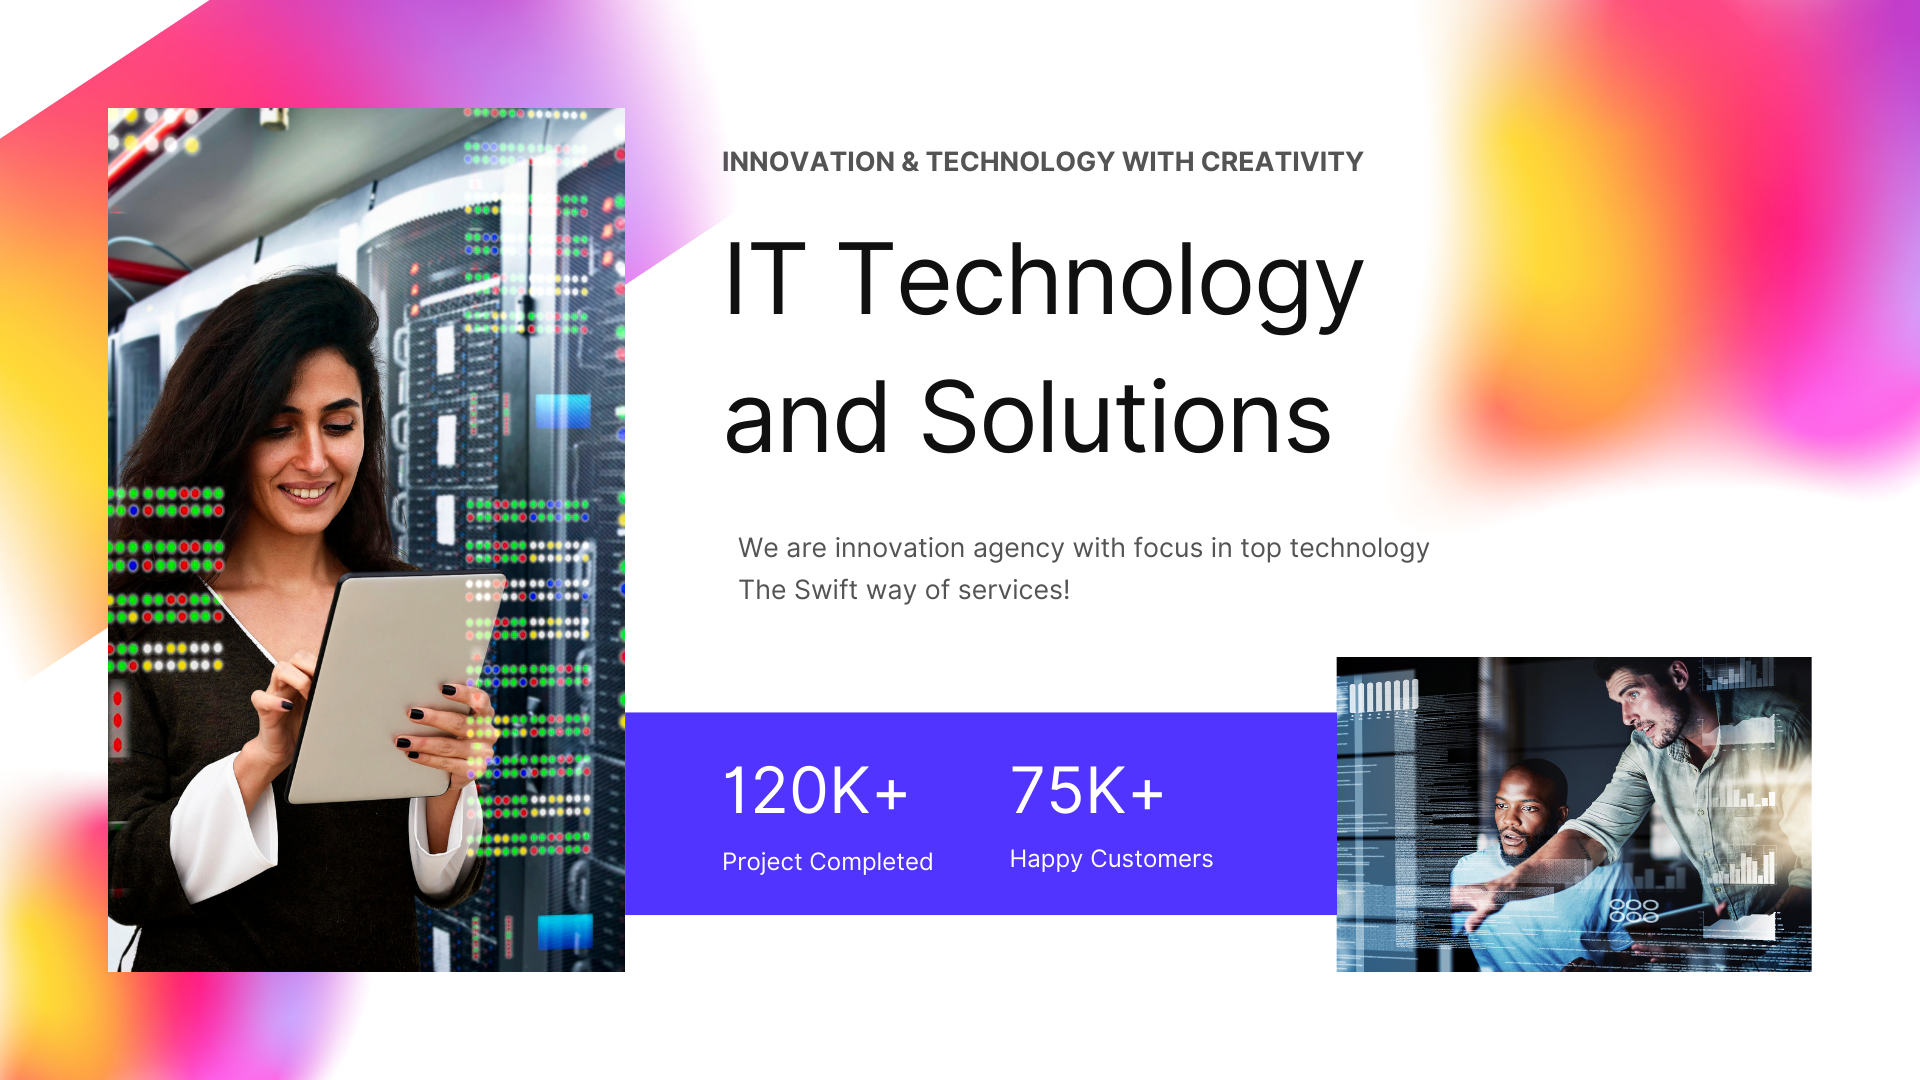 INNOVATION & TECHNOLOGY WITH CREATIVITY
IT Technology
and Solutions
We are innovation agency with focus in top technology
The Swift way of services!
120K+
Project Completed
75K+
Happy Customers